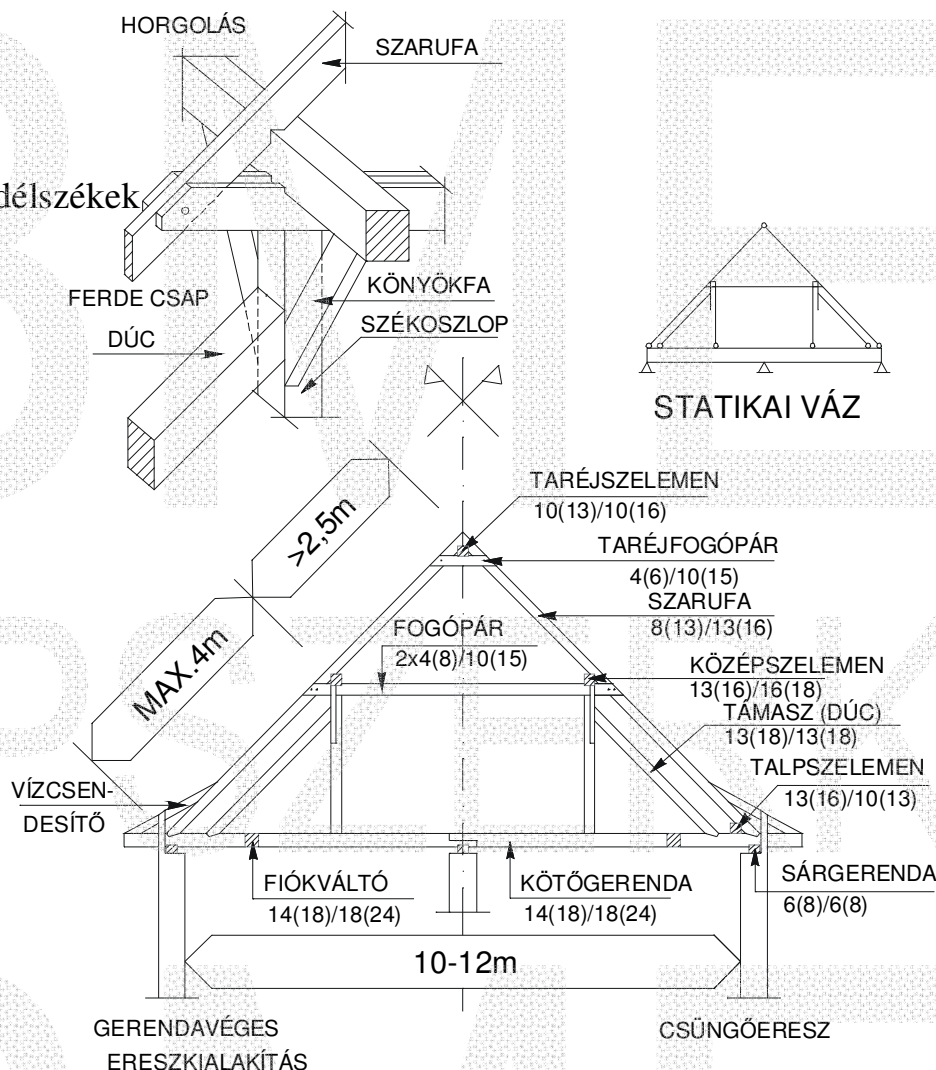 HORGOLÁS
SZARUFA
délszékek
FERDE CSAP
KÖNYÖKFA
DÚC
SZÉKOSZLOP
STATIKAI VÁZ
TARÉJSZELEMEN
10(13)/10(16)
>2,5m
TARÉJFOGÓPÁR
4(6)/10(15)
SZARUFA
8(13)/13(16)
FOGÓPÁR
2x4(8)/10(15)
MAX.4m
KÖZÉPSZELEMEN
13(16)/16(18)
TÁMASZ (DÚC)
13(18)/13(18)
TALPSZELEMEN
13(16)/10(13)
VÍZCSEN-
DESÍTŐ
FIÓKVÁLTÓ
14(18)/18(24)
KÖTŐGERENDA
14(18)/18(24)
SÁRGERENDA
6(8)/6(8)
10-12m
GERENDAVÉGES
ERESZKIALAKÍTÁS
CSÜNGŐERESZ